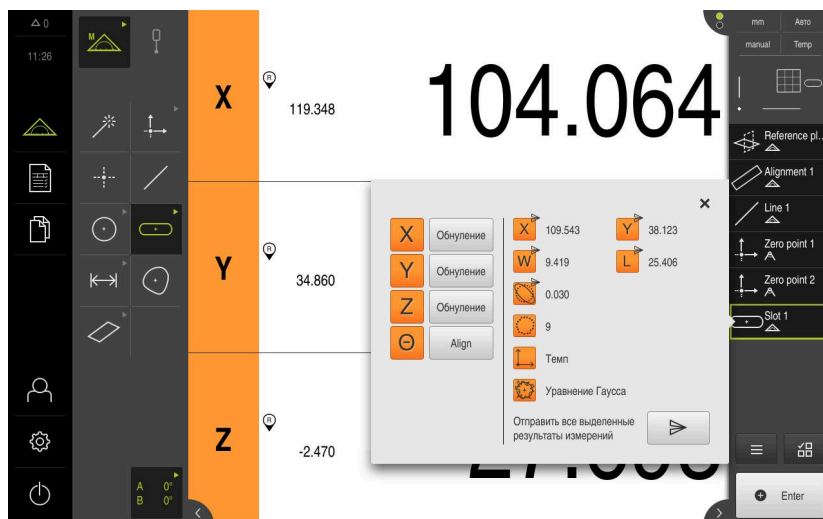 0
11:26
M
A 0°
B 0°
X
R
119.348
104.064
Y
R
34.860
Z
R
-2.470
X Обнуление
Y Обнуление
Z Обнуление
Θ Align
X 109.543 Y 38.123
W 9.419 L 25.406
0.030
9
Темп
Уравнение Гаусса
Отправить все выделенные
результаты измерений
mm Авто
manual Temp
Reference pl...
Alignment 1
Line 1
Zero point 1
Zero point 2
Slot 1
Enter